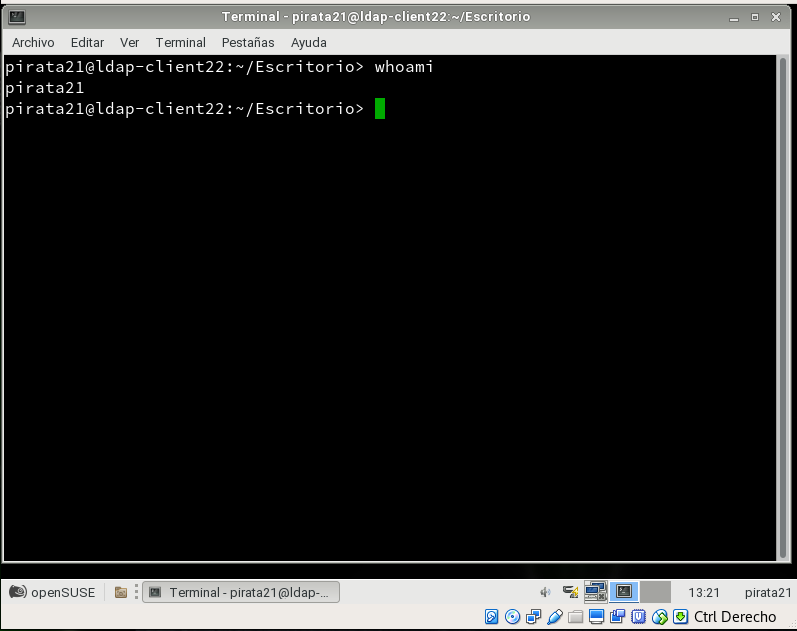 Terminal - pirata21@ldap-client22:~/Escritorio
Archivo Editar Ver Terminal Pestañas Ayuda
pirata21@ldap-client22:~/Escritorio> whoami
pirata21
pirata21@ldap-client22:~/Escritorio>
openSUSE Terminal - pirata21@ldap-... 13:21 pirata21
Ctrl Derecho